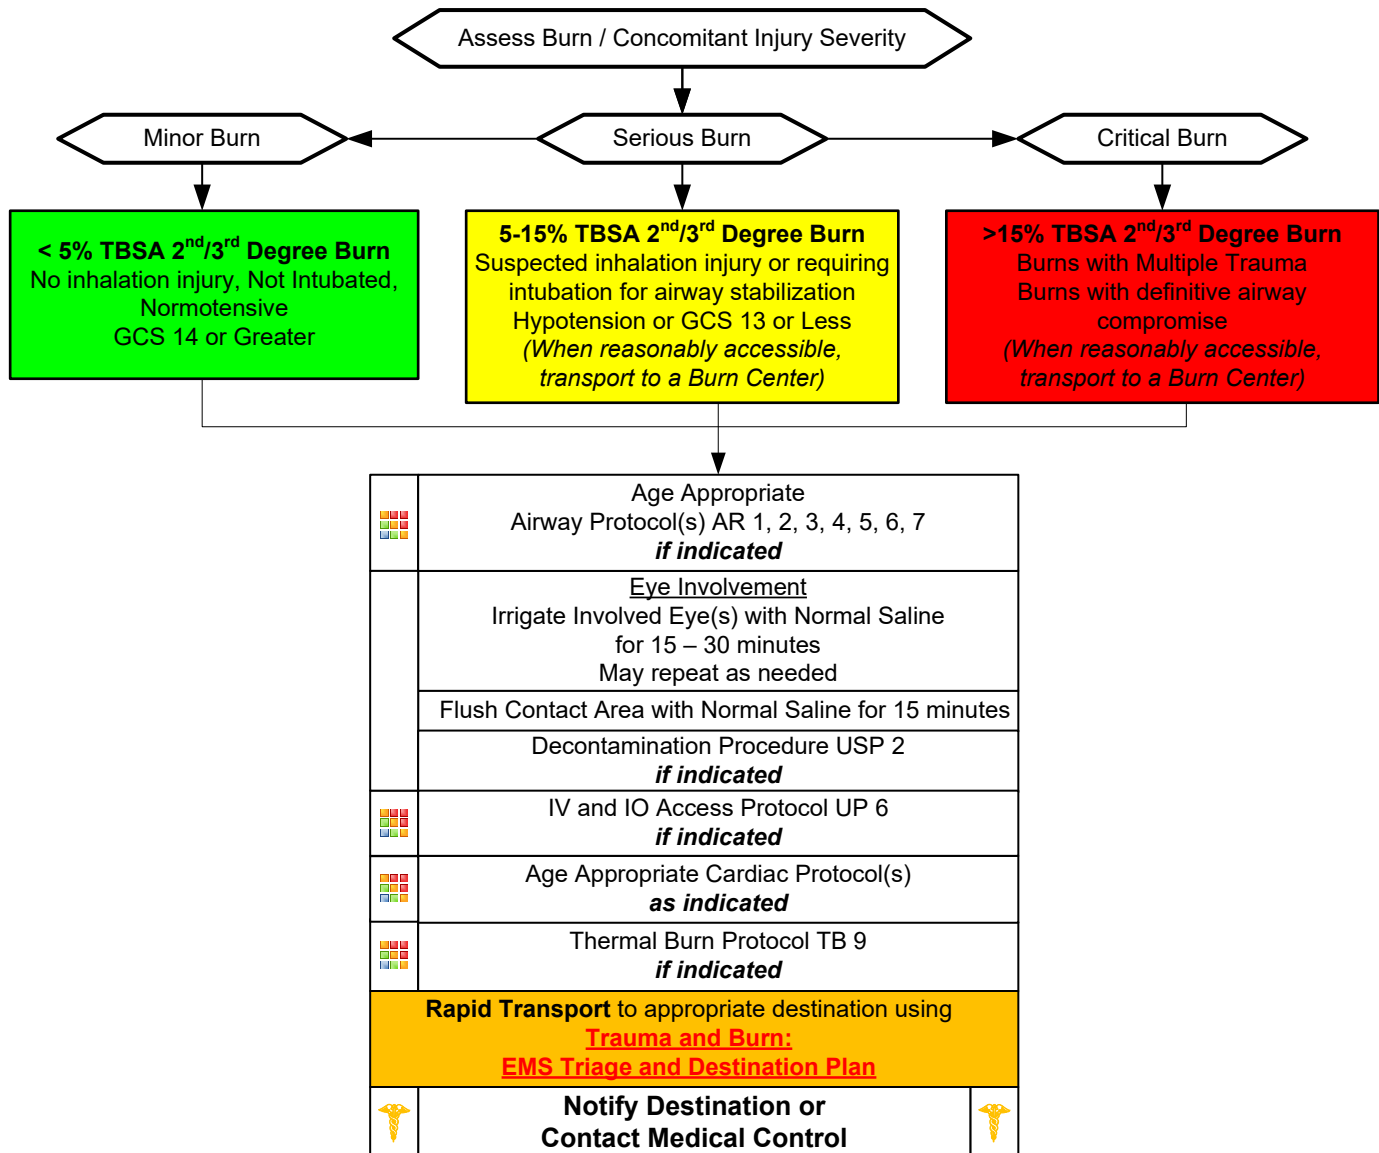 Assess Burn / Concomitant Injury Severity
Minor Burn
Serious Burn
Critical Burn
< 5% TBSA 2nd/3rd Degree Burn
No inhalation injury, Not Intubated,
Normotensive
GCS 14 or Greater
5-15% TBSA 2nd/3rd Degree Burn
Suspected inhalation injury or requiring
intubation for airway stabilization
Hypotension or GCS 13 or Less
(When reasonably accessible,
transport to a Burn Center)
>15% TBSA 2nd/3rd Degree Burn
Burns with Multiple Trauma
Burns with definitive airway
compromise
(When reasonably accessible,
transport to a Burn Center)
Age Appropriate
Airway Protocol(s) AR 1, 2, 3, 4, 5, 6, 7
if indicated
Eye Involvement
Irrigate Involved Eye(s) with Normal Saline
for 15 – 30 minutes
May repeat as needed
Flush Contact Area with Normal Saline for 15 minutes
Decontamination Procedure USP 2
if indicated
IV and IO Access Protocol UP 6
if indicated
Age Appropriate Cardiac Protocol(s)
as indicated
Thermal Burn Protocol TB 9
if indicated
Rapid Transport to appropriate destination using
Trauma and Burn:
EMS Triage and Destination Plan
Notify Destination or
Contact Medical Control